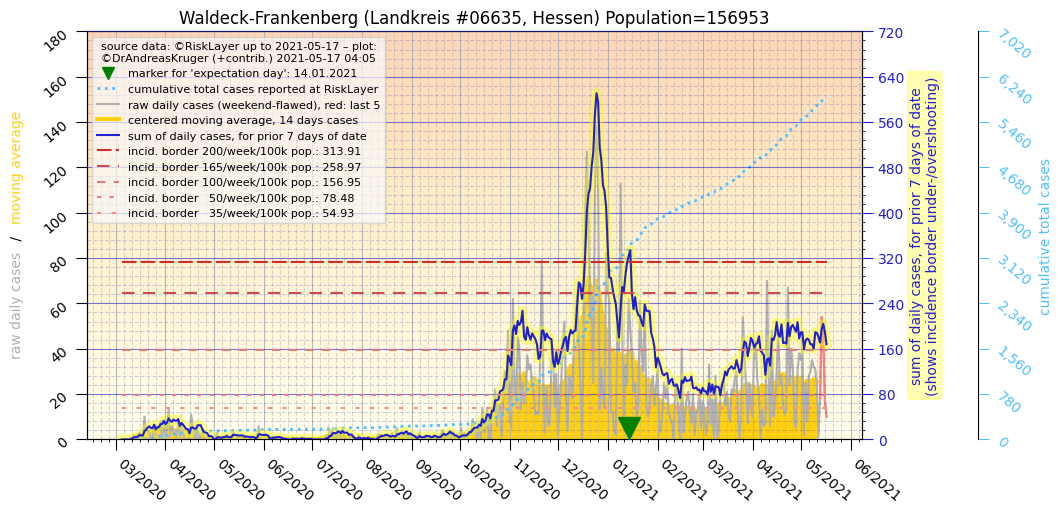 Waldeck-Frankenberg (Landkreis #06635, Hessen) Population=156953
source data: ©RiskLayer up to 2021-05-17 – plot:
©DrAndreasKruger (+contrib.) 2021-05-17 04:05
marker for 'expectation day': 14.01.2021
cumulative total cases reported at RiskLayer
raw daily cases (weekend-flawed), red: last 5
centered moving average, 14 days cases
sum of daily cases, for prior 7 days of date
incid. border 200/week/100k pop.: 313.91
incid. border 165/week/100k pop.: 258.97
incid. border 100/week/100k pop.: 156.95
incid. border 50/week/100k pop.: 78.48
incid. border 35/week/100k pop.: 54.93
raw daily cases / moving average
180
160
140
120
100
80
60
40
20
0
03/2020
04/2020
05/2020
06/2020
07/2020
08/2020
09/2020
10/2020
11/2020
12/2020
01/2021
02/2021
03/2021
04/2021
05/2021
06/2021
720
640
560
480
400
320
240
160
80
0
sum of daily cases, for prior 7 days of date
(shows incidence border under-/overshooting)
7,020
6,240
5,460
4,680
3,900
3,120
2,340
1,560
780
0
cumulative total cases